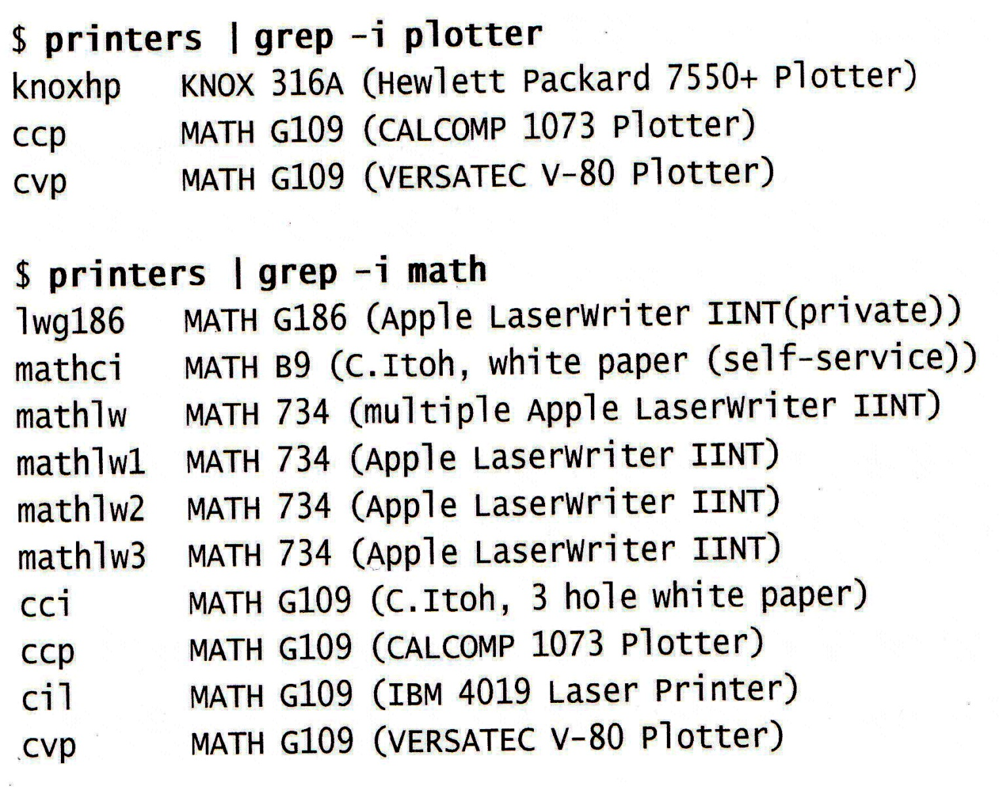 $ printers | grep -i plotter
knoxhp KNOX 316A (Hewlett Packard 7550+ Plotter)
ccp MATH G109 (CALCOMP 1073 Plotter)
cvp MATH G109 (VERSATEC V-80 Plotter)
$ printers | grep -i math
lwg186 MATH G186 (Apple LaserWriter IINT(private))
mathci MATH B9 (C.Itoh, white paper (self-service))
mathlw MATH 734 (multiple Apple LaserWriter IINT)
mathlw1 MATH 734 (Apple LaserWriter IINT)
mathlw2 MATH 734 (Apple LaserWriter IINT)
mathlw3 MATH 734 (Apple LaserWriter IINT)
cci MATH G109 (C.Itoh, 3 hole white paper)
ccp MATH G109 (CALCOMP 1073 Plotter)
cil MATH G109 (IBM 4019 Laser Printer)
cvp MATH G109 (VERSATEC V-80 Plotter)